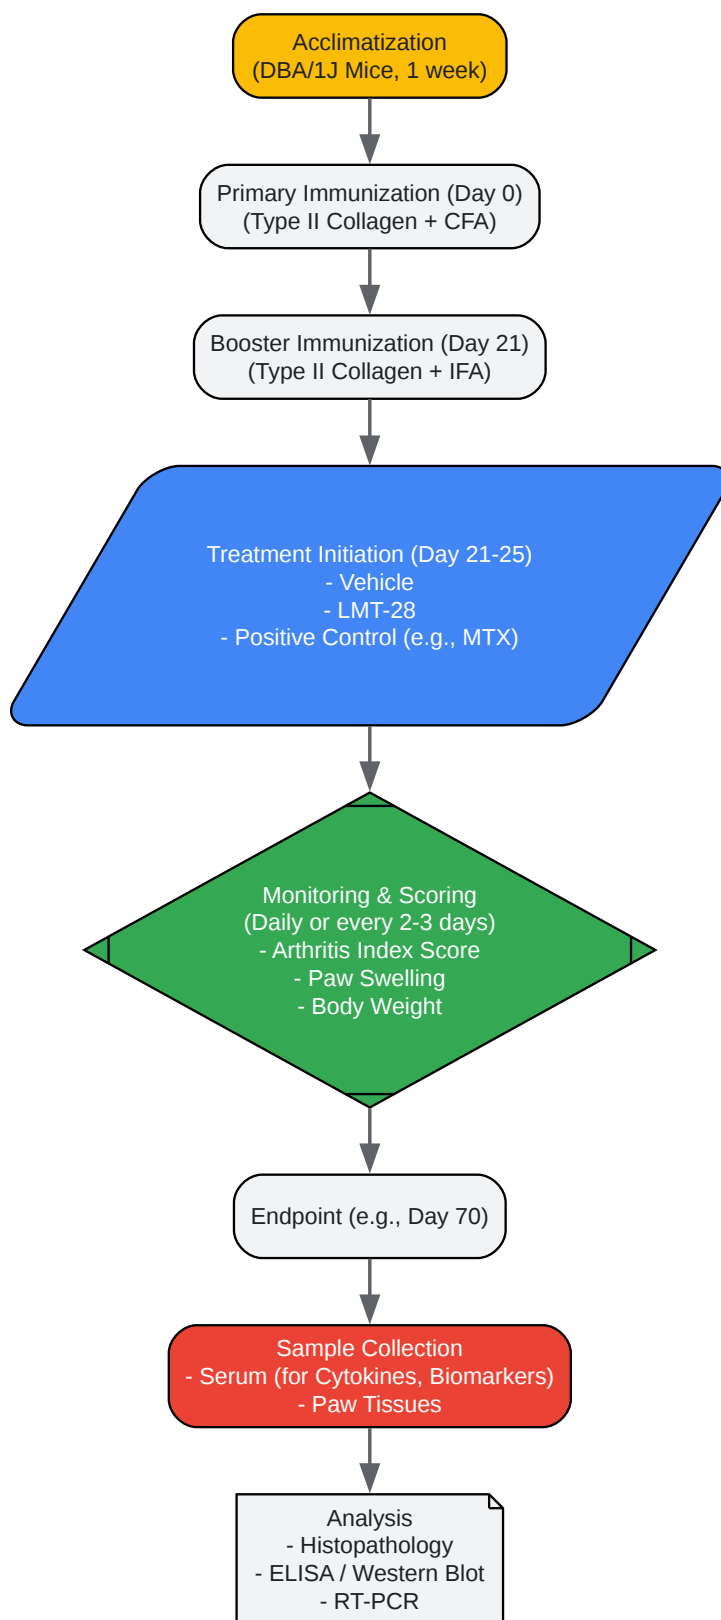 Acclimatization
(DBA/1J Mice, 1 week)
Primary Immunization (Day 0)
(Type II Collagen + CFA)
Booster Immunization (Day 21)
(Type II Collagen + IFA)
Treatment Initiation (Day 21-25)
- Vehicle
- LMT-28
- Positive Control (e.g., MTX)
Monitoring & Scoring
(Daily or every 2-3 days)
- Arthritis Index Score
- Paw Swelling
- Body Weight
Endpoint (e.g., Day 70)
Sample Collection
- Serum (for Cytokines, Biomarkers)
- Paw Tissues
Analysis
- Histopathology
- ELISA / Western Blot
- RT-PCR